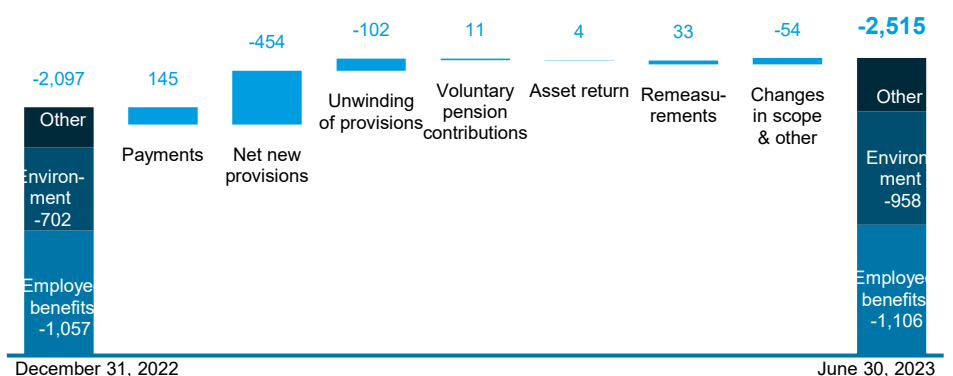 -2,097
Other
Environ-
ment
-702
Employe
benefits
-1,057
December 31, 2022
145
Payments
-454
Net new
provisions
-102
Unwinding
of provisions
11
Voluntary
pension
contributions
4
Asset return
33
Remeasu-
rements
-54
Changes
in scope
& other
-2,515
Other
Environ
ment
-958
Employee
benefits
-1,106
June 30, 2023